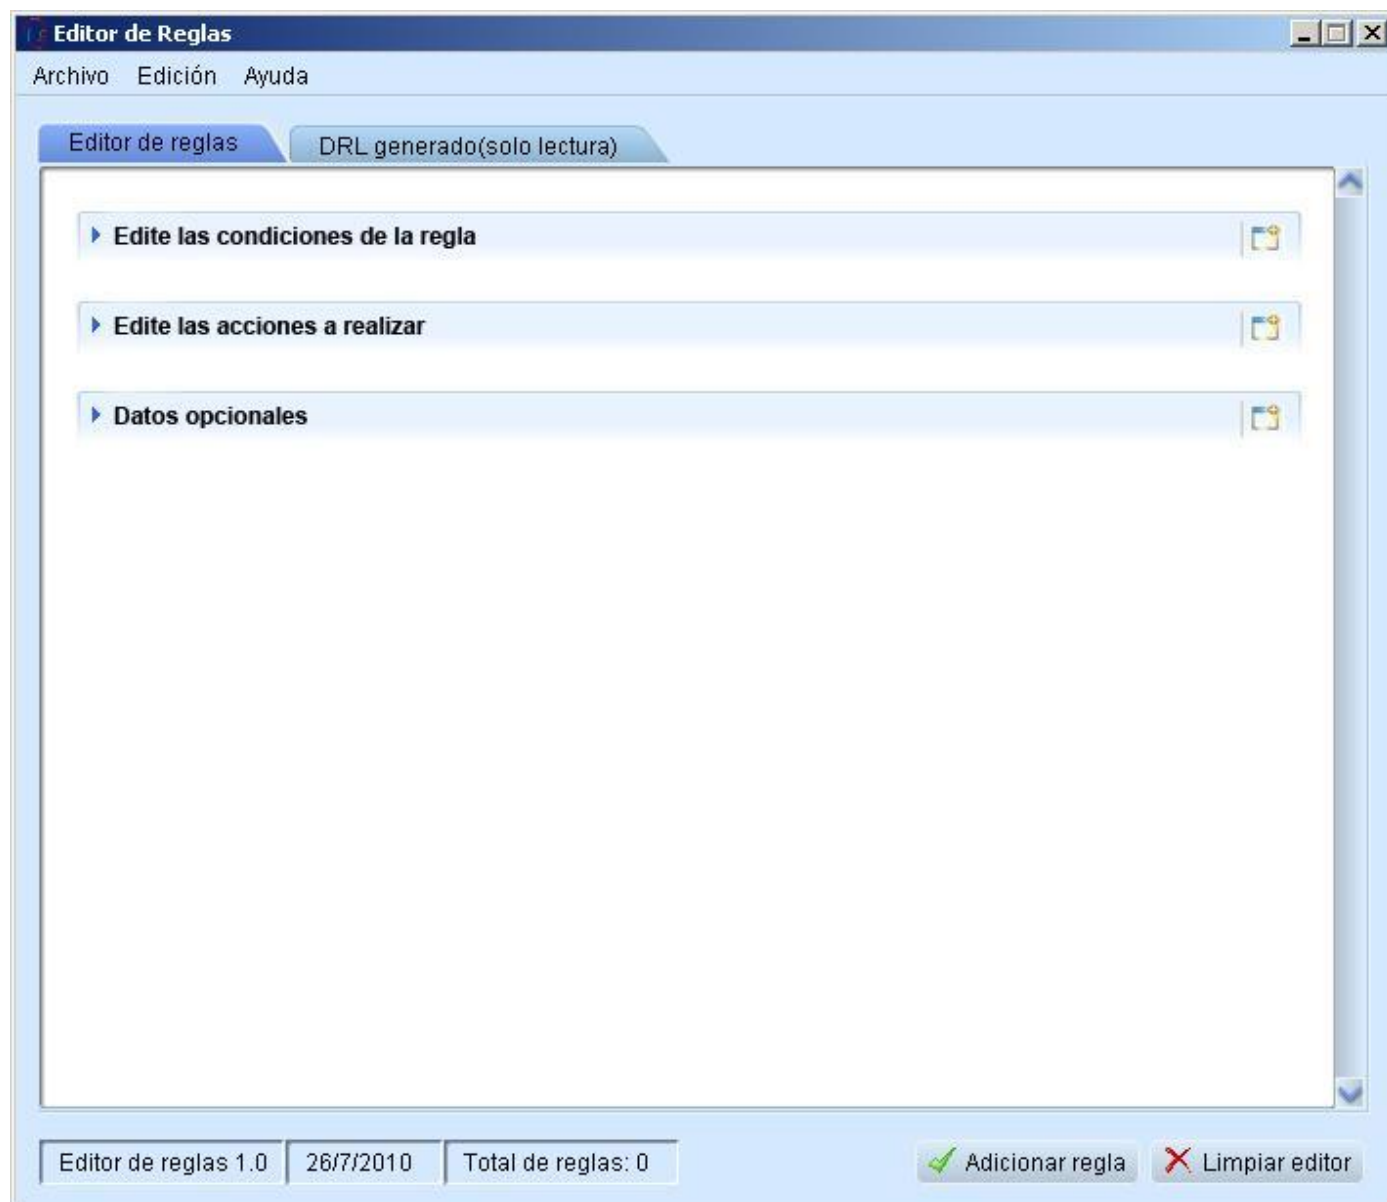 Editor de Reglas
Archivo Edición Ayuda
Editor de reglas DRL generado(solo lectura)
Edite las condiciones de la regla
Edite las acciones a realizar
Datos opcionales
Editor de reglas 1.0 26/7/2010 Total de reglas: 0 Adicionar regla Limpiar editor